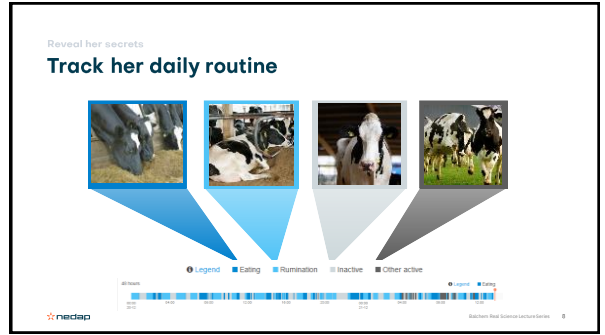 Reveal her secrets
Track her daily routine
Legend Eating Rumination Inactive Other active
48 hours
Legend Eating
nedap
Balchem Real Science Lecture Series 8